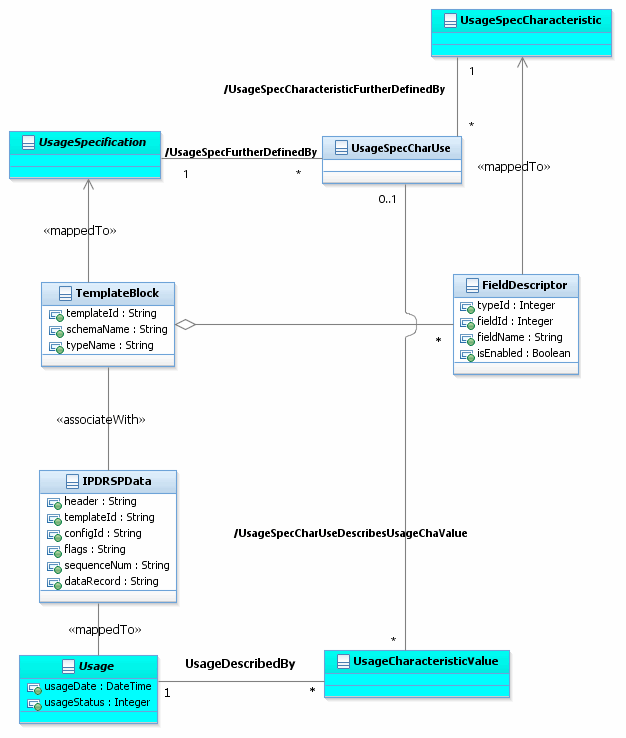 UsageSpecCharacteristic
1
/UsageSpecCharacteristicFurtherDefinedBy
*
UsageSpecification
/UsageSpecFurtherDefinedBy
1
*
UsageSpecCharUse
0..1
«mappedTo»
«mappedTo»
TemplateBlock
templateId : String
schemaName : String
typeName : String
FieldDescriptor
typeId : Integer
fieldId : Integer
fieldName : String
isEnabled : Boolean
*
«associateWith»
IPDRSPData
header : String
templateId : String
configId : String
flags : String
sequenceNum : String
dataRecord : String
/UsageSpecCharUseDescribesUsageChaValue
*
«mappedTo»
Usage
usageDate : DateTime
usageStatus : Integer
UsageDescribedBy
1
*
UsageCharacteristicValue